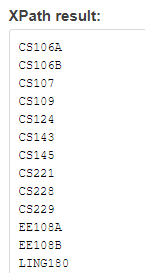 XPath result:
CS106A
CS106B
CS107
CS109
CS124
CS143
CS145
CS221
CS228
CS229
EE108A
EE108B
LING180